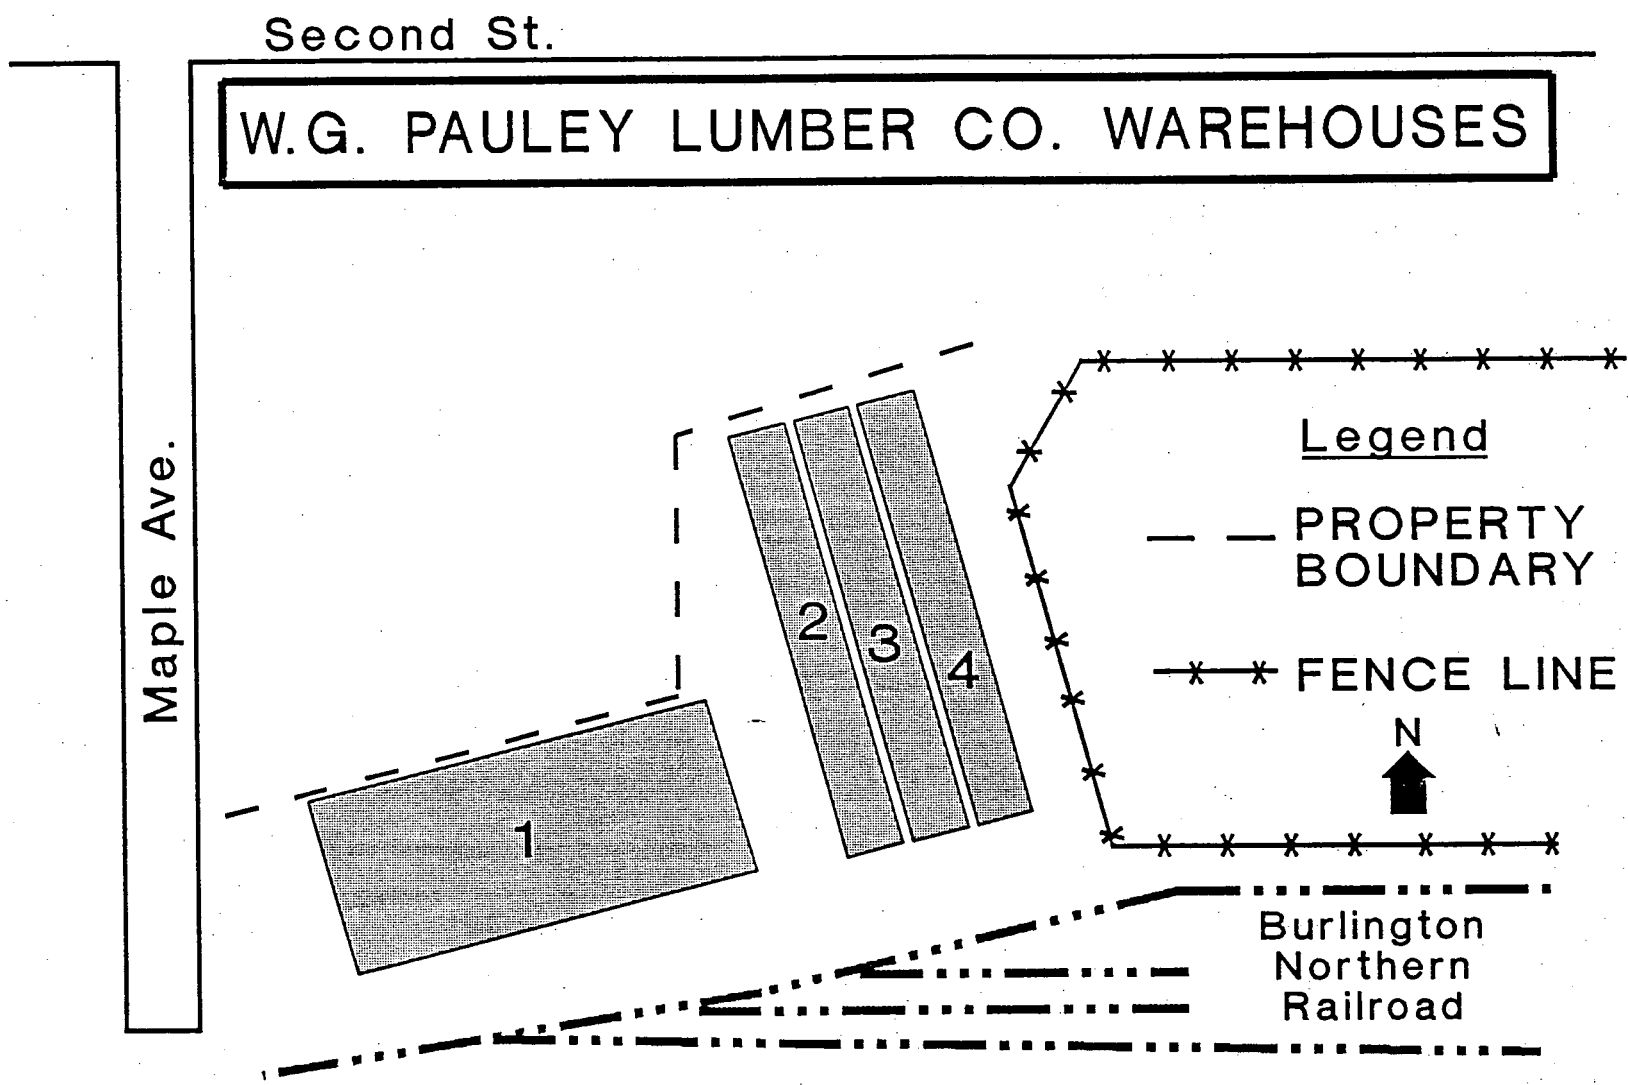 Second St.
W.G. PAULEY LUMBER CO. WAREHOUSES
Maple Ave.
Legend
PROPERTY
BOUNDARY
FENCE LINE
N
2
3
4
1
Burlington
Northern
Railroad